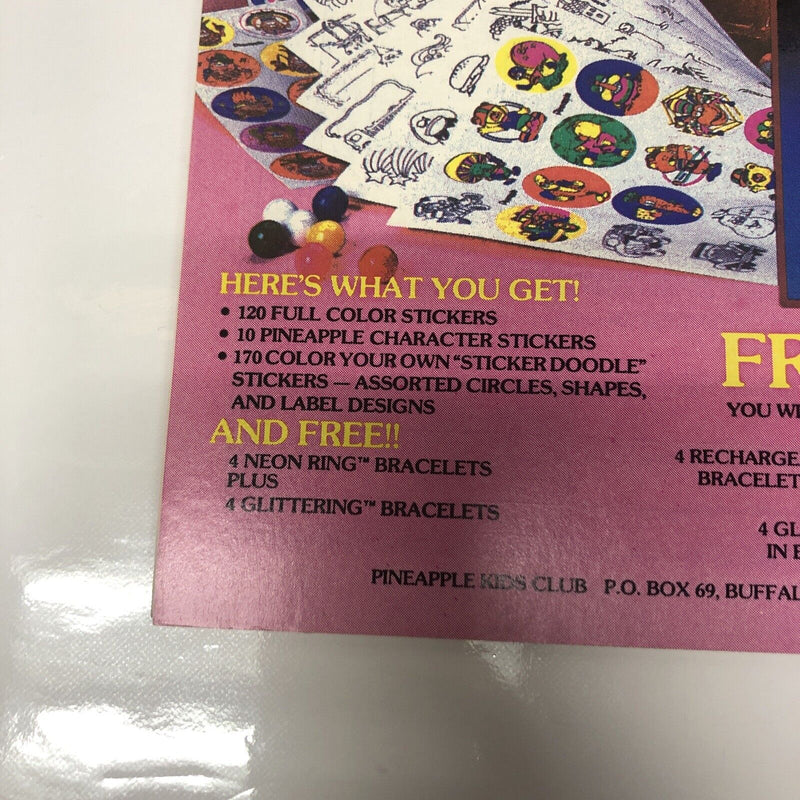 HERE'S WHAT YOU GET!
• 120 FULL COLOR STICKERS
• 10 PINEAPPLE CHARACTER STICKERS
• 170 COLOR YOUR OWN "STICKER DOODLE"
STICKERS — ASSORTED CIRCLES, SHAPES,
AND LABEL DESIGNS
AND FREE!!
4 NEON RING™ BRACELETS
PLUS
4 GLITTERING™ BRACELETS
FR
YOU WI
4 RECHARGE
BRACELET
4 GL
IN E
PINEAPPLE KIDS CLUB P.O. BOX 69, BUFFAL